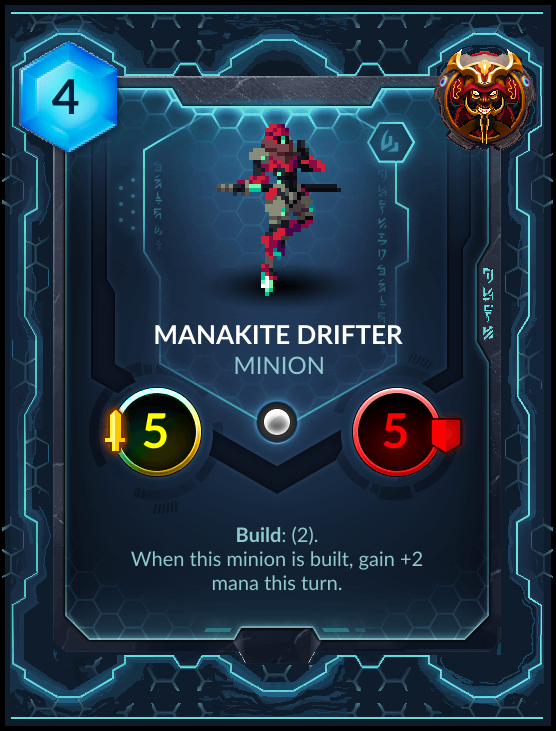 4
MANAKITE DRIFTER
MINION
5
5
Build: (2).
When this minion is built, gain +2
mana this turn.